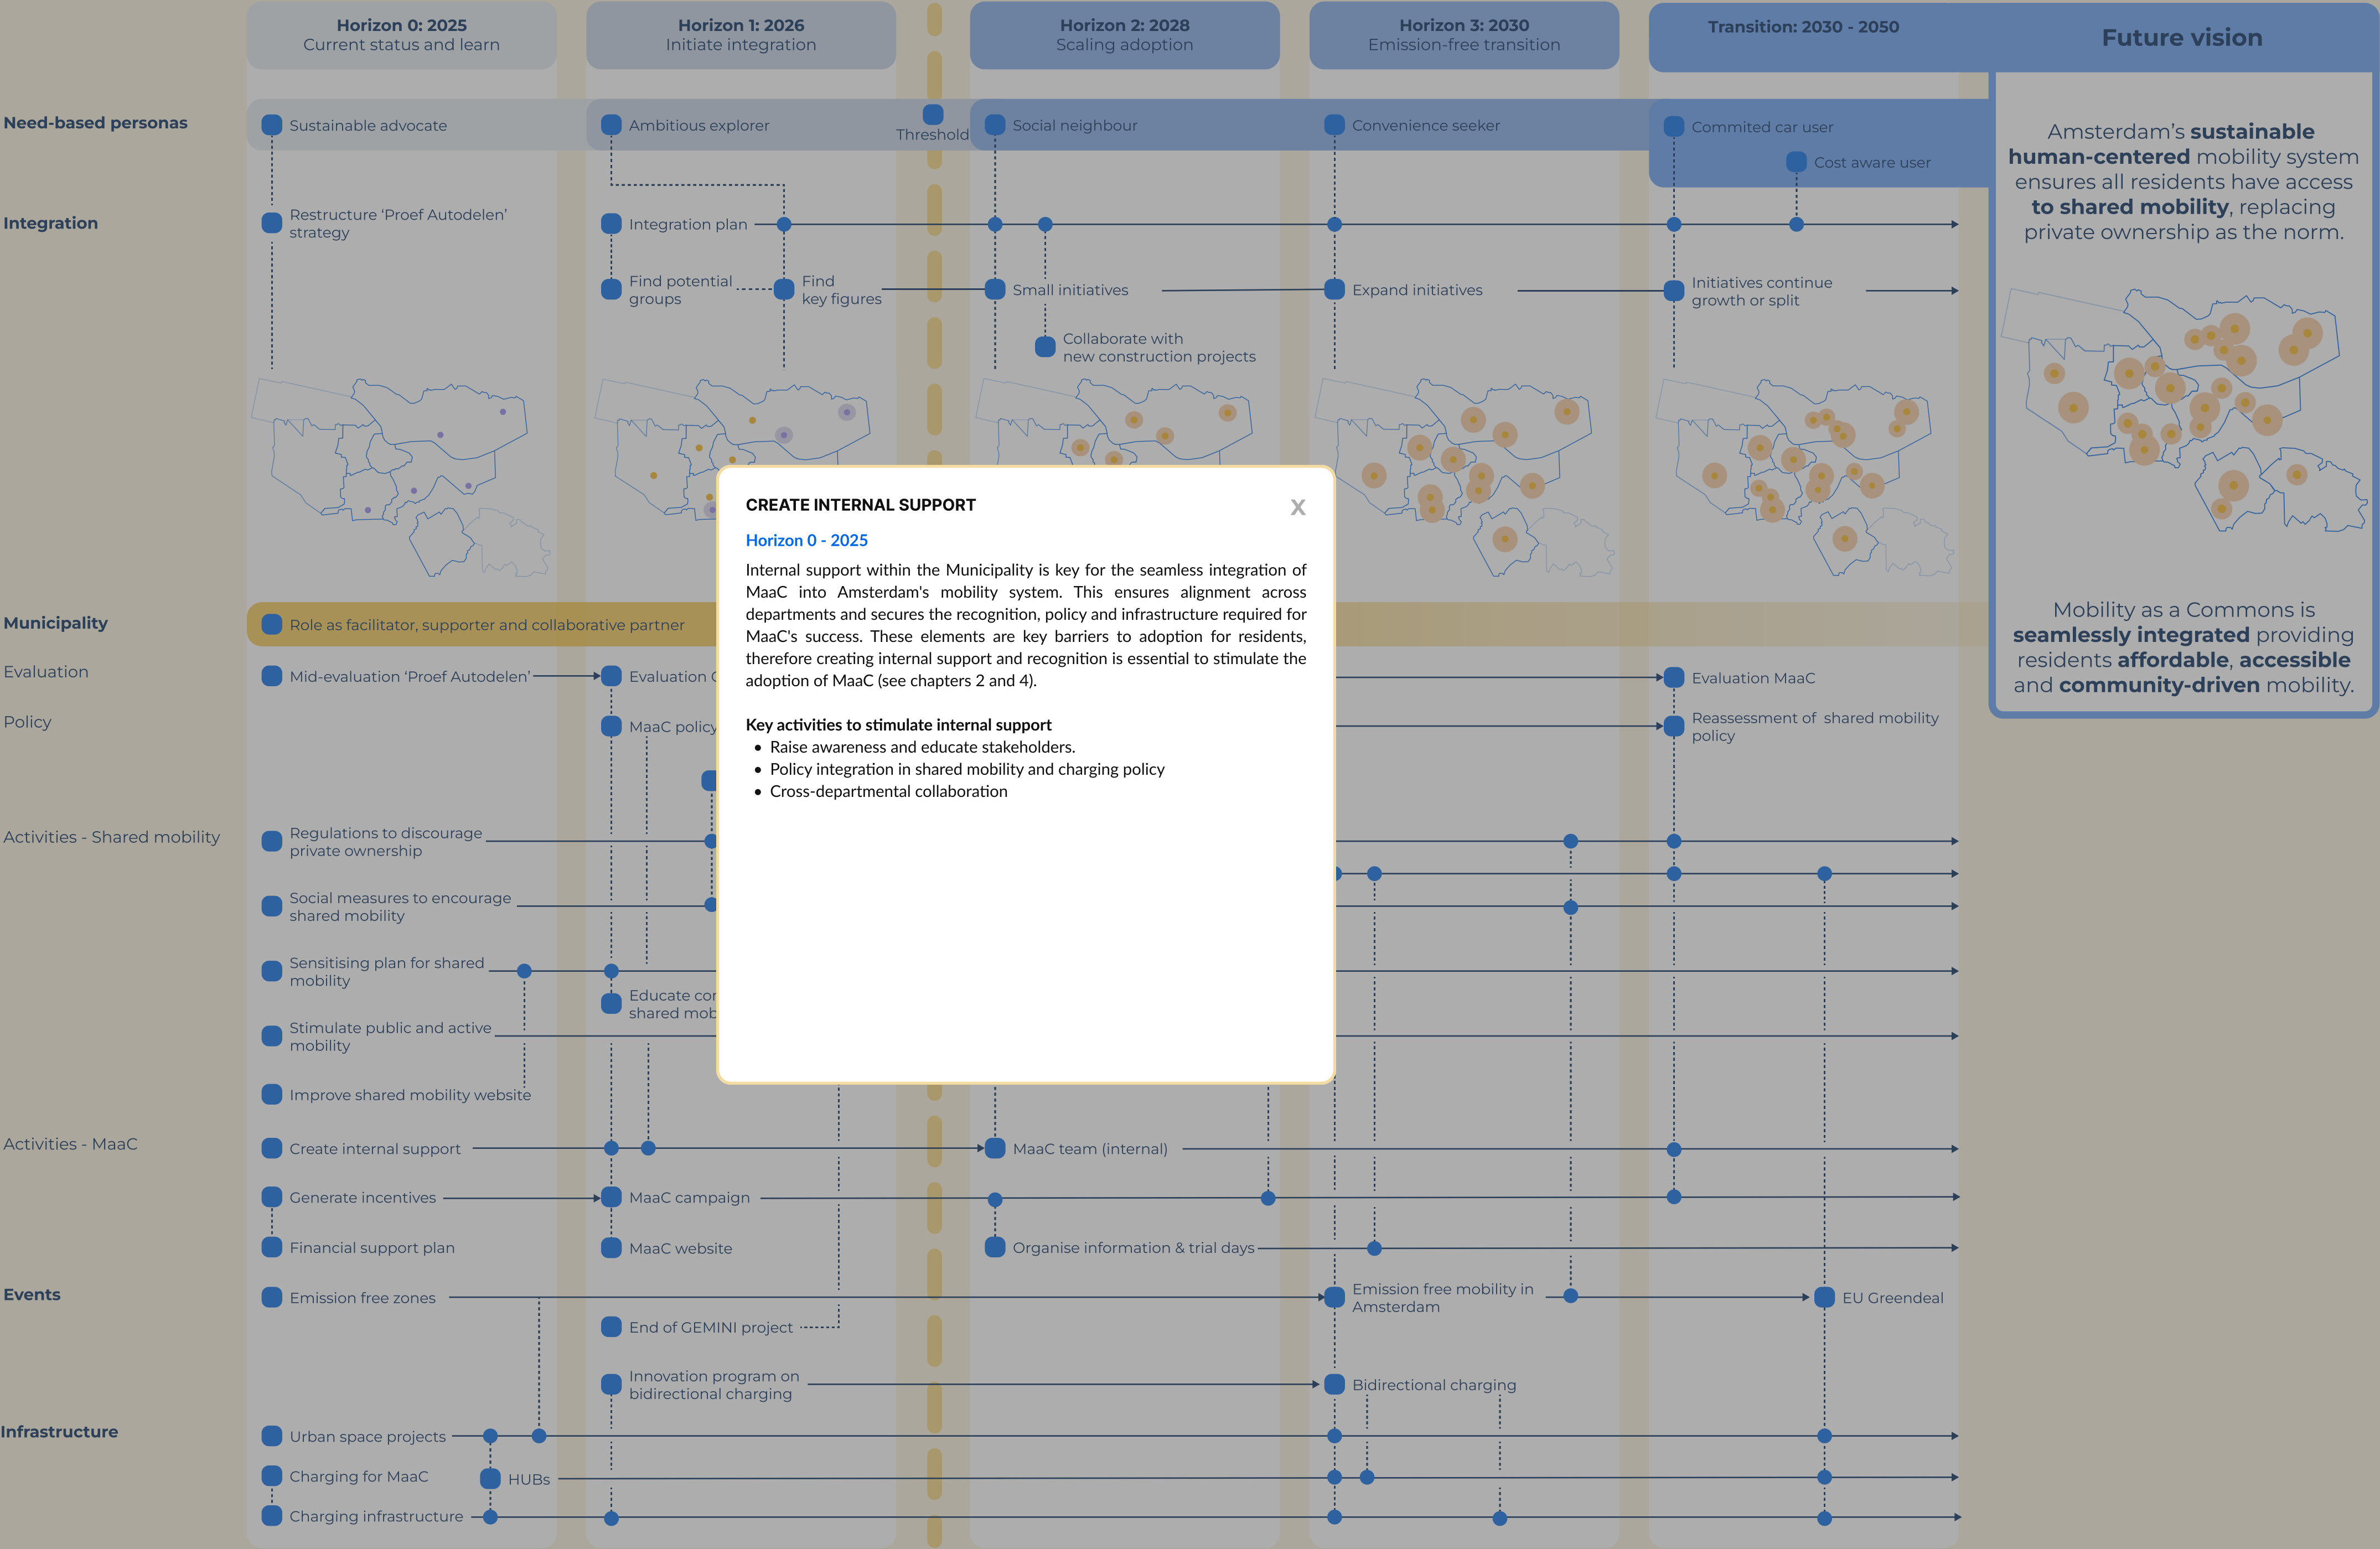 Horizon 0: 2025
Current status and learn
Horizon 1: 2026
Initiate integration
Horizon 2: 2028
Scaling adoption
Horizon 3: 2030
Emission-free transition
Transition: 2030 - 2050
Future vision
Need-based personas
Sustainable advocate
Ambitious explorer
Threshold
Social neighbour
Convenience seeker
Commited car user
Cost aware user
Amsterdam's sustainable
human-centered mobility system
ensures all residents have access
to shared mobility, replacing
private ownership as the norm.
Integration
Restructure ‘Proef Autodelen’
strategy
Integration plan
Find potential
groups
Find
key figures
Small initiatives
Expand initiatives
Initiatives continue
growth or split
Collaborate with
new construction projects
CREATE INTERNAL SUPPORT
X
Horizon 0 - 2025
Internal support within the Municipality is key for the seamless integration of
MaaC into Amsterdam's mobility system. This ensures alignment across
departments and secures the recognition, policy and infrastructure required for
MaaC's success. These elements are key barriers to adoption for residents,
therefore creating internal support and recognition is essential to stimulate the
adoption of MaaC (see chapters 2 and 4).
Key activities to stimulate internal support
• Raise awareness and educate stakeholders.
• Policy integration in shared mobility and charging policy
• Cross-departmental collaboration
Mobility as a Commons is
seamlessly integrated providing
residents affordable, accessible
and community-driven mobility.
Municipality
Role as facilitator, supporter and collaborative partner
Evaluation
Mid-evaluation ‘Proef Autodelen’
Evaluation
Evaluation MaaC
Policy
MaaC policy
Reassessment of shared mobility
policy
Activities - Shared mobility
Regulations to discourage
private ownership
Social measures to encourage
shared mobility
Sensitising plan for shared
mobility
Educate
shared
Stimulate public and active
mobility
Improve shared mobility website
Activities - MaaC
Create internal support
MaaC team (internal)
Generate incentives
MaaC campaign
Financial support plan
MaaC website
Organise information & trial days
Events
Emission free zones
Emission free mobility in
Amsterdam
EU Greendeal
End of GEMINI project
Innovation program on
bidirectional charging
Bidirectional charging
Infrastructure
Urban space projects
Charging for MaaC
HUBs
Charging infrastructure